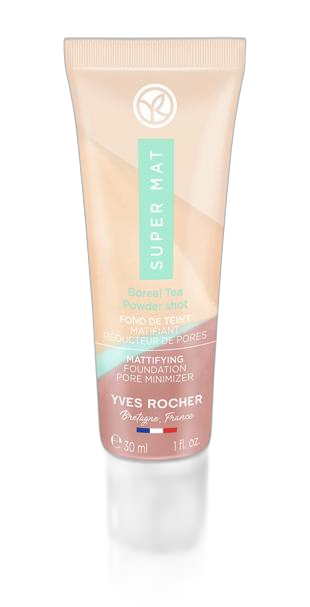 SUPER MAT
Boreal Tea
Powder shot
FOND DE TEINT
MATIFIANT
RÉDUCTEUR DE PORES
MATTIFYING
FOUNDATION
PORE MINIMIZER
YVES ROCHER
Bretagne, France
℮ 30 ml 1 fl. oz.